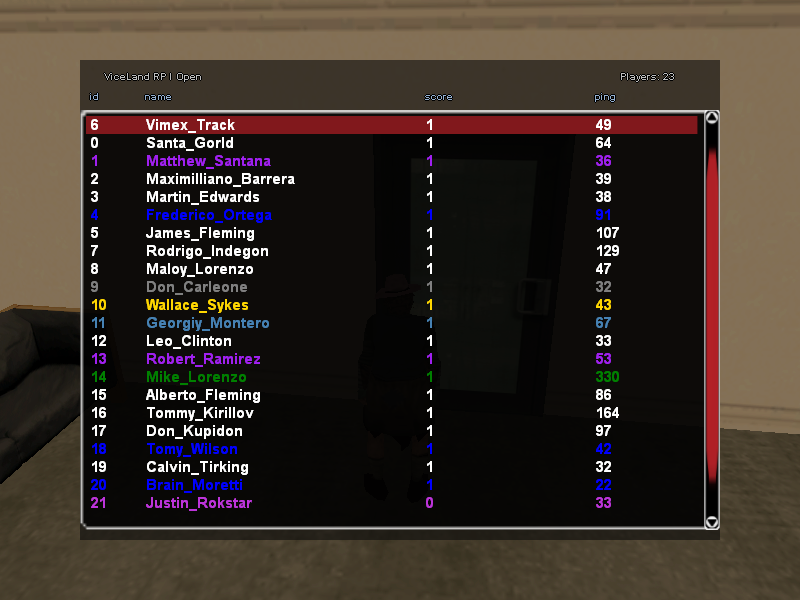 ViceLand RP | Open Players: 23
id name score ping
6 Vimex_Track 1 49
0 Santa_Gorld 1 64
1 Matthew_Santana 1 36
2 Maximilliano_Barrera 1 39
3 Martin_Edwards 1 38
4 Frederico_Ortega 1 91
5 James_Fleming 1 107
7 Rodrigo_Indegon 1 129
8 Maloy_Lorenzo 1 47
9 Don_Carleone 1 32
10 Wallace_Sykes 1 43
11 Georgiy_Montero 1 67
12 Leo_Clinton 1 33
13 Robert_Ramirez 1 53
14 Mike_Lorenzo 1 330
15 Alberto_Fleming 1 86
16 Tommy_Kirillov 1 164
17 Don_Kupidon 1 97
18 Tomy_Wilson 1 42
19 Calvin_Tirking 1 32
20 Brain_Moretti 1 22
21 Justin_Rokstar 0 33